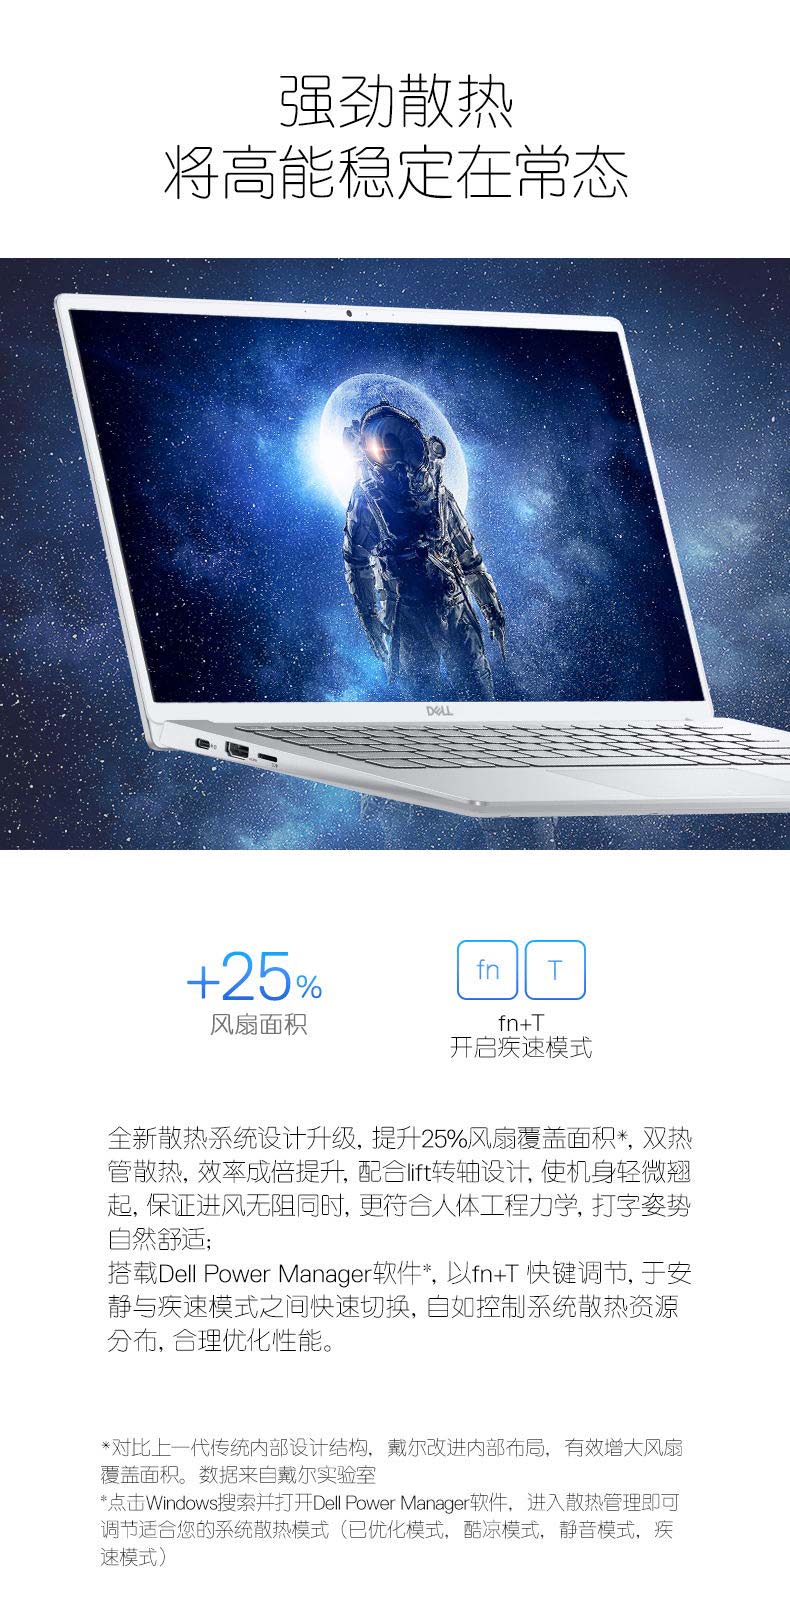 强劲散热
将高能稳定在常态
DELL
+25%
风扇面积
fn T
fn+T
开启疾速模式
全新散热系统设计升级, 提升25%风扇覆盖面积*, 双热
管散热, 效率成倍提升, 配合lift转轴设计, 使机身轻微翘
起, 保证进风无阻同时, 更符合人体工程力学, 打字姿势
自然舒适;
搭载Dell Power Manager软件*, 以fn+T 快键调节, 于安
静与疾速模式之间快速切换, 自如控制系统散热资源
分布, 合理优化性能。
*对比上一代传统内部设计结构, 戴尔改进内部布局, 有效增大风扇
覆盖面积。数据来自戴尔实验室
*点击Windows搜索并打开Dell Power Manager软件, 进入散热管理即可
调节适合您的系统散热模式（已优化模式, 酷凉模式, 静音模式, 疾
速模式）